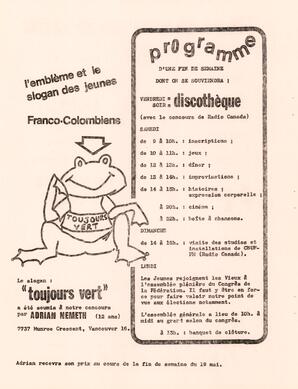 l'emblème et le
slogan des jeunes
Franco-Colombiens
TOUJOURS
VERT
Le slogan :
"toujours vert"
a été soumis à notre concours
par ADRIAN NEMETH (12 ans)
7737 Munroe Crescent, Vancouver 16.
programme
D'UNE FIN DE SEMAINE
DONT ON SE SOUVIENDRA :
VENDREDI
SOIR
discothèque
(avec le concours de Radio Canada)
SAMEDI
de 9 à 10h. : inscriptions ;
de 10 à 11h. : jeux ;
de 11 à 12h. : dîner ;
de 12 à 16h. : improvisations ;
de 14 à 18h. : histoires
expression corporelle
à 20h. : cinéma ;
à 22h. : boîte à chansons.
DIMANCHE
de 14 à 16h. : visite des studios et
installations de CBUF-
FM (Radio Canada).
LUNDI
Les Jeunes rejoignent les Vieux à
l'assemblée plénière du Congrès de
la Fédération. Il faut y être en for-
ce pour faire valoir notre point de
vue aux élections notamment.
L'assemblée générale a lieu de 10h. à
midi au grand salon du congrès.
à 13h. : banquet de clôture.
Adrian recevra son prix au cours de la fin de semaine du 19 mai.